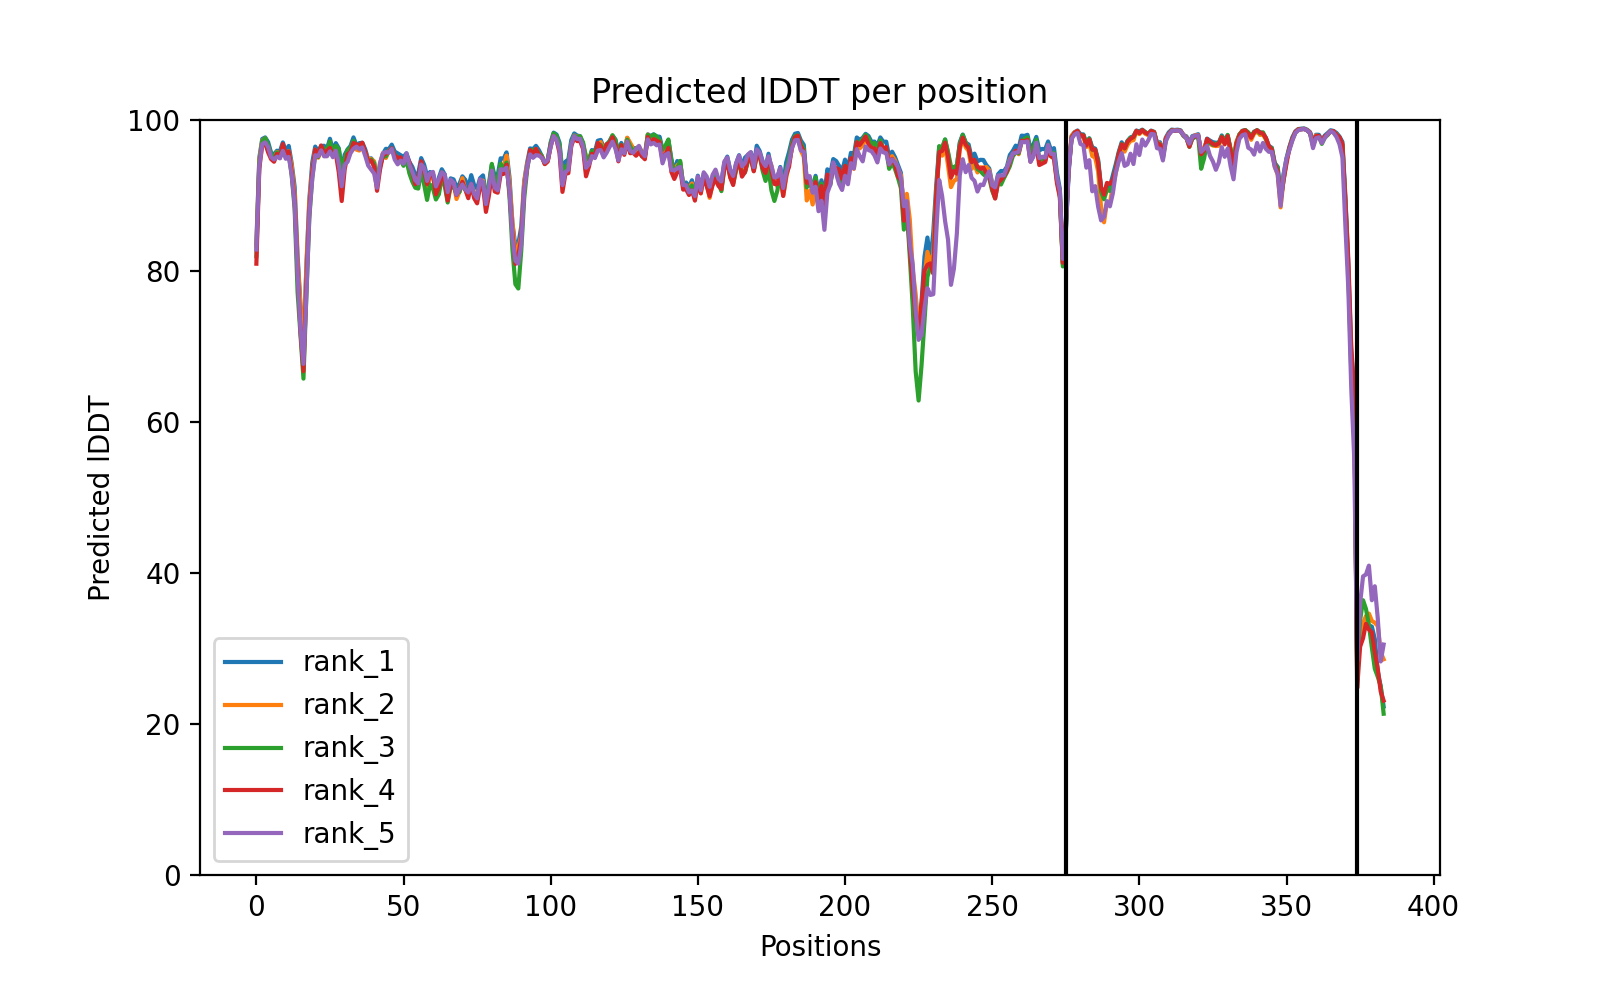 Predicted lDDT per position
100
80
60
40
20
0
Predicted lDDT
rank_1
rank_2
rank_3
rank_4
rank_5
0 50 100 150 200 250 300 350 400
Positions